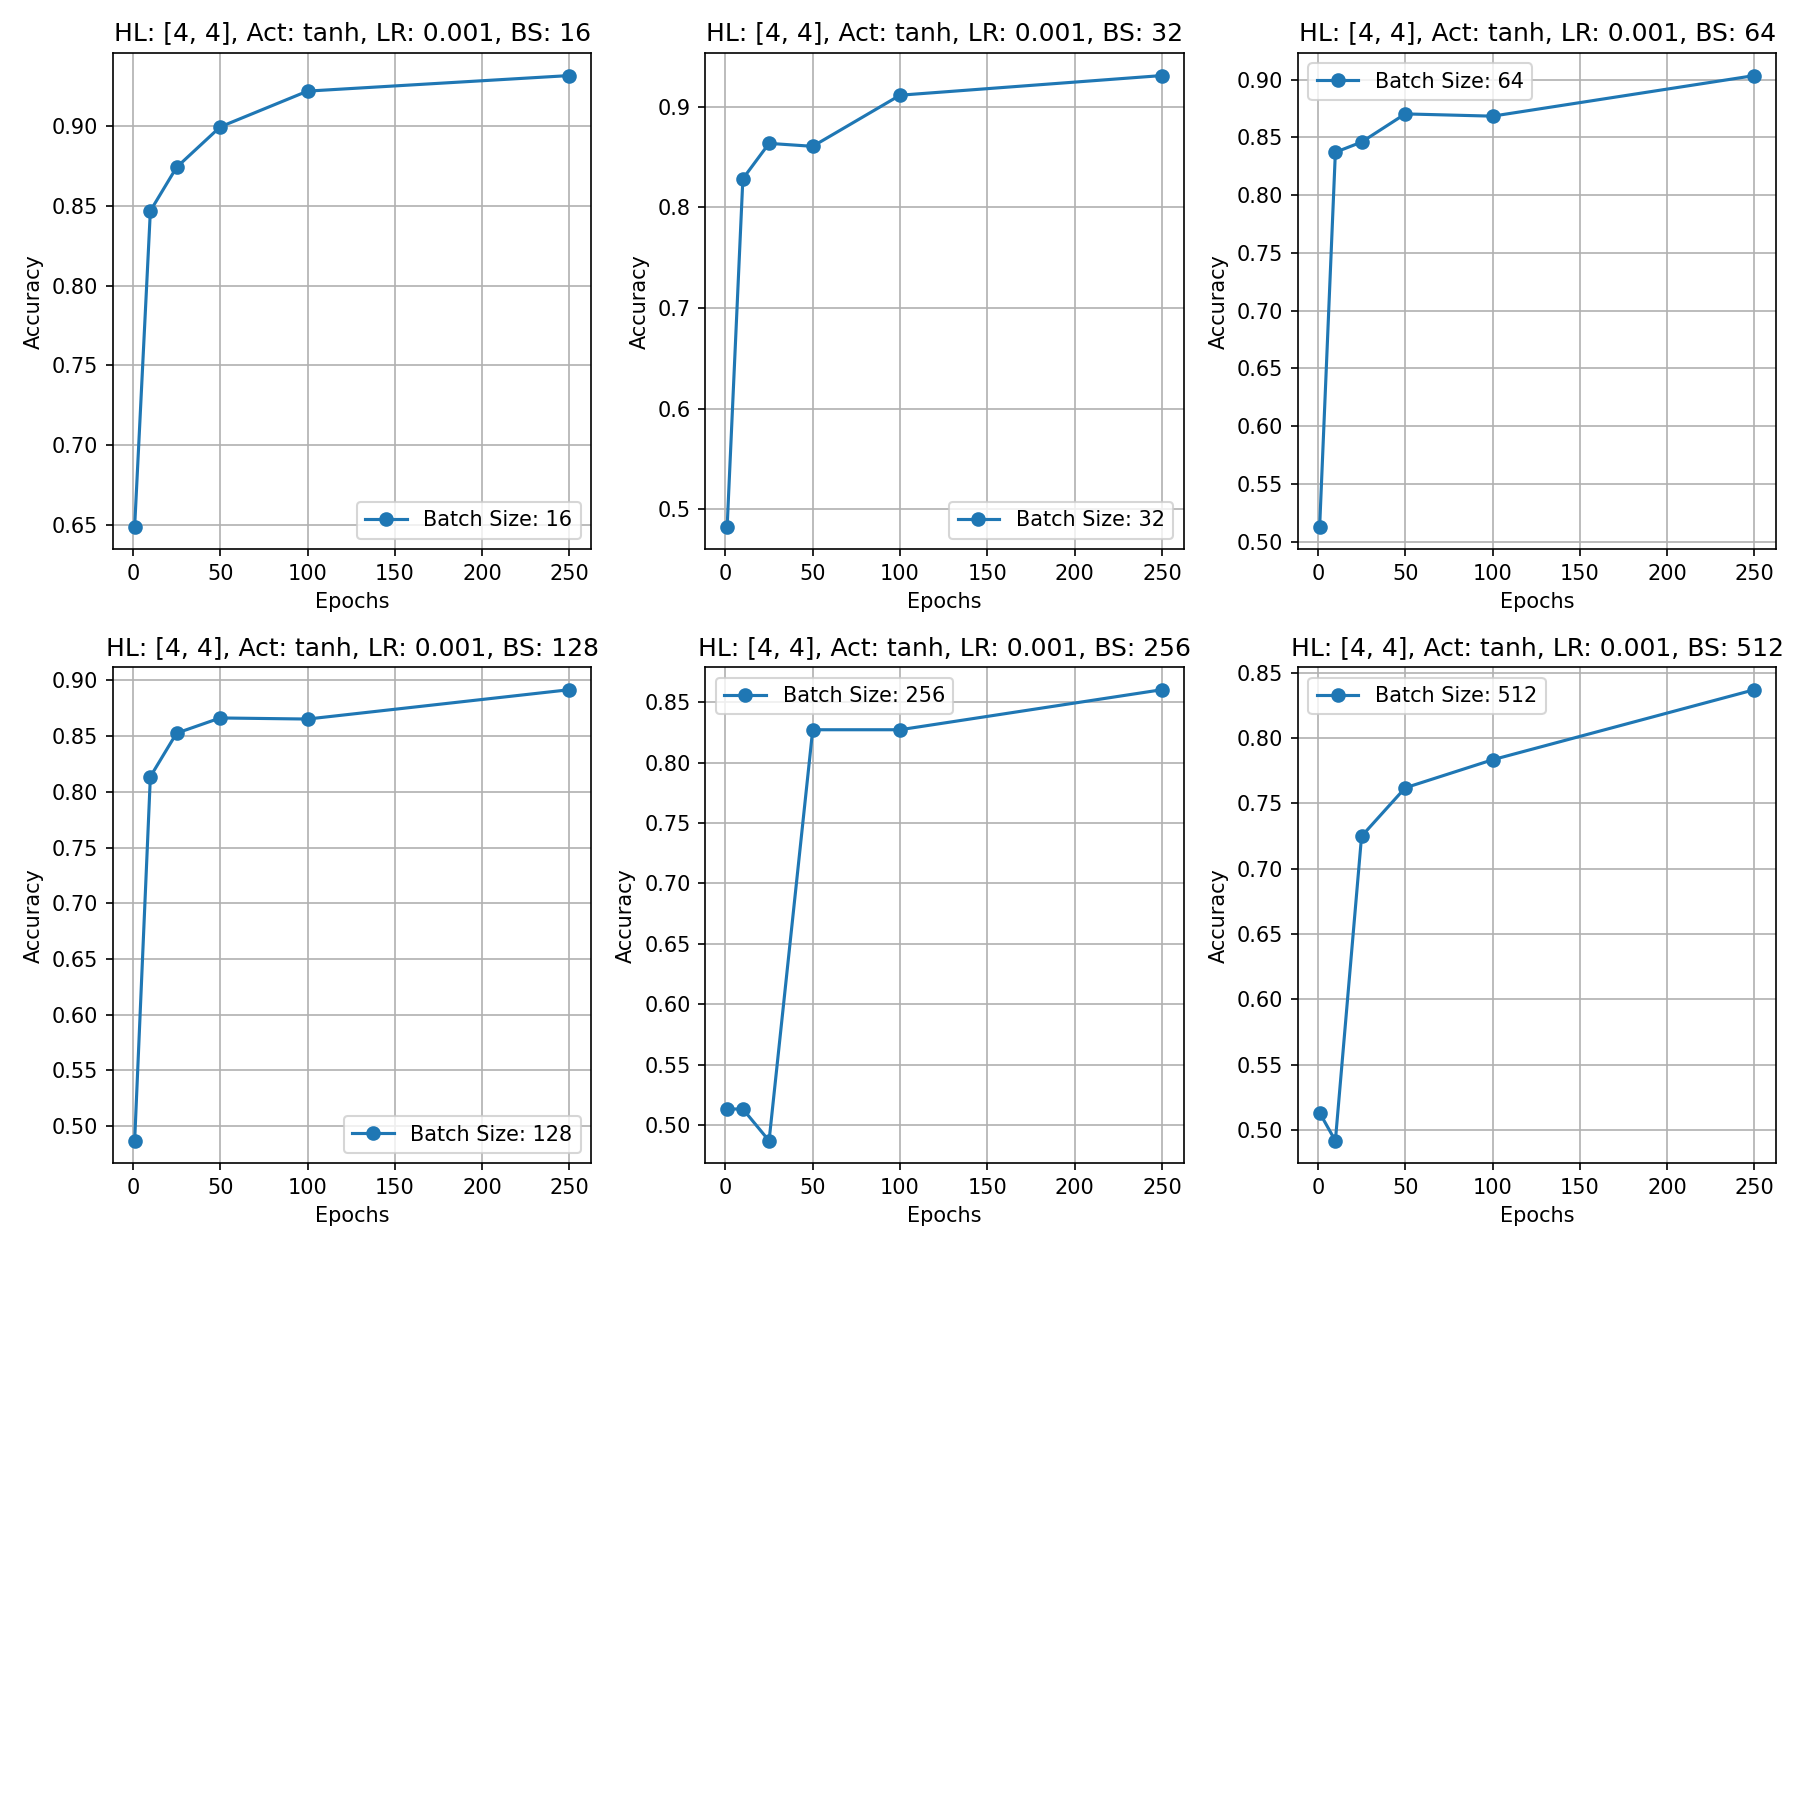 HL: [4, 4], Act: tanh, LR: 0.001, BS: 16
Accuracy
0.90
0.85
0.80
0.75
0.70
0.65
Batch Size: 16
0 50 100 150 200 250
Epochs
HL: [4, 4], Act: tanh, LR: 0.001, BS: 32
Accuracy
0.9
0.8
0.7
0.6
0.5
Batch Size: 32
0 50 100 150 200 250
Epochs
HL: [4, 4], Act: tanh, LR: 0.001, BS: 64
Accuracy
Batch Size: 64
0.90
0.85
0.80
0.75
0.70
0.65
0.60
0.55
0.50
0 50 100 150 200 250
Epochs
HL: [4, 4], Act: tanh, LR: 0.001, BS: 128
Accuracy
0.90
0.85
0.80
0.75
0.70
0.65
0.60
0.55
0.50
Batch Size: 128
0 50 100 150 200 250
Epochs
HL: [4, 4], Act: tanh, LR: 0.001, BS: 256
Accuracy
Batch Size: 256
0.85
0.80
0.75
0.70
0.65
0.60
0.55
0.50
0 50 100 150 200 250
Epochs
HL: [4, 4], Act: tanh, LR: 0.001, BS: 512
Accuracy
0.85
Batch Size: 512
0.80
0.75
0.70
0.65
0.60
0.55
0.50
0 50 100 150 200 250
Epochs